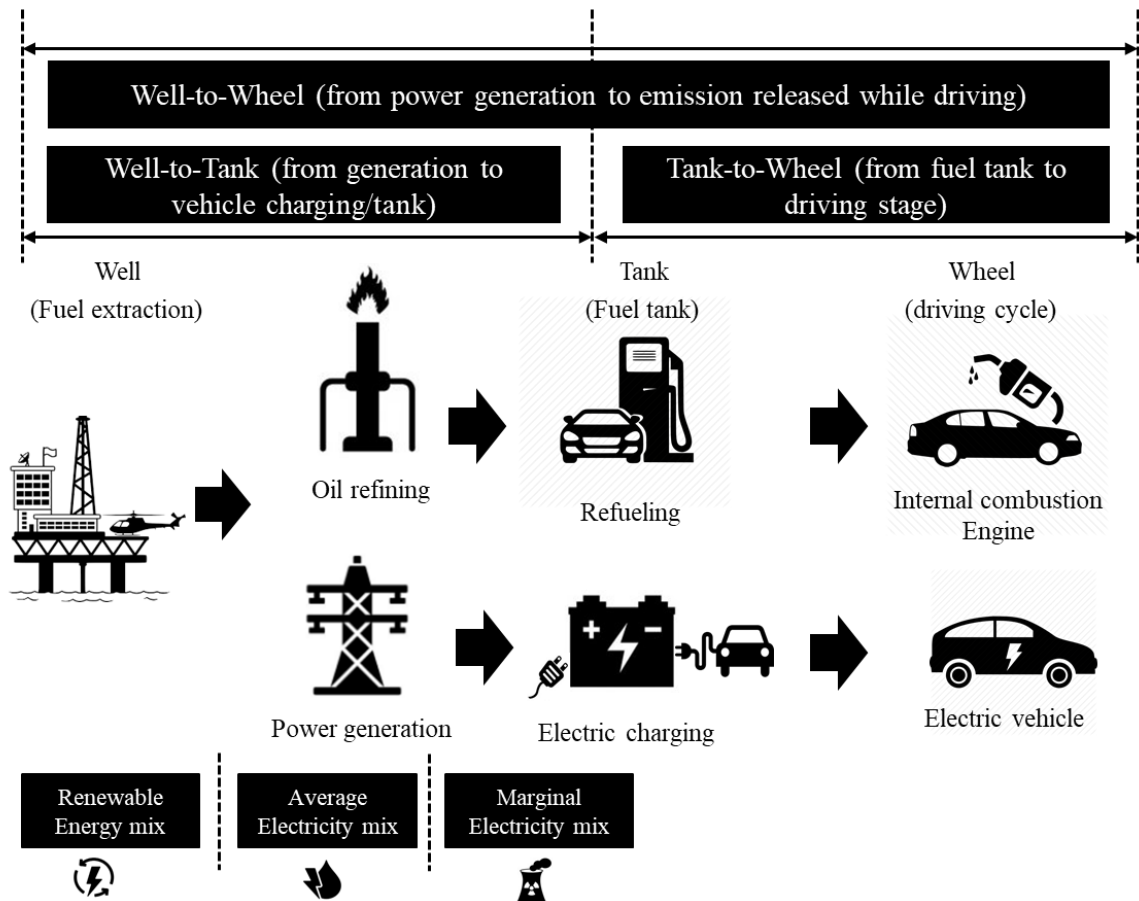 Well-to-Wheel (from power generation to emission released while driving)
Well-to-Tank (from generation to
vehicle charging/tank)
Tank-to-Wheel (from fuel tank to
driving stage)
Well
(Fuel extraction)
Tank
(Fuel tank)
Wheel
(driving cycle)
Oil refining
Refueling
Internal combustion
Engine
Power generation
Electric charging
Electric vehicle
Renewable
Energy mix
Average
Electricity mix
Marginal
Electricity mix